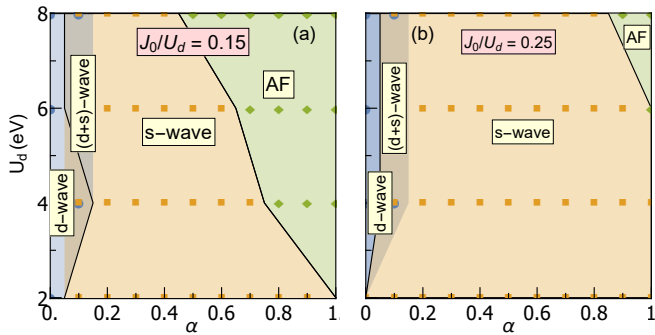 8
6
4
2
U_d (eV)
0.
0.2
0.4
0.6
0.8
1.
α
J_0/U_d = 0.15
(a)
AF
s−wave
(d+s)−wave
d−wave
(b)
J_0/U_d = 0.25
AF
s−wave
(d+s)−wave
d−wave
0.
0.2
0.4
0.6
0.8
1.
α